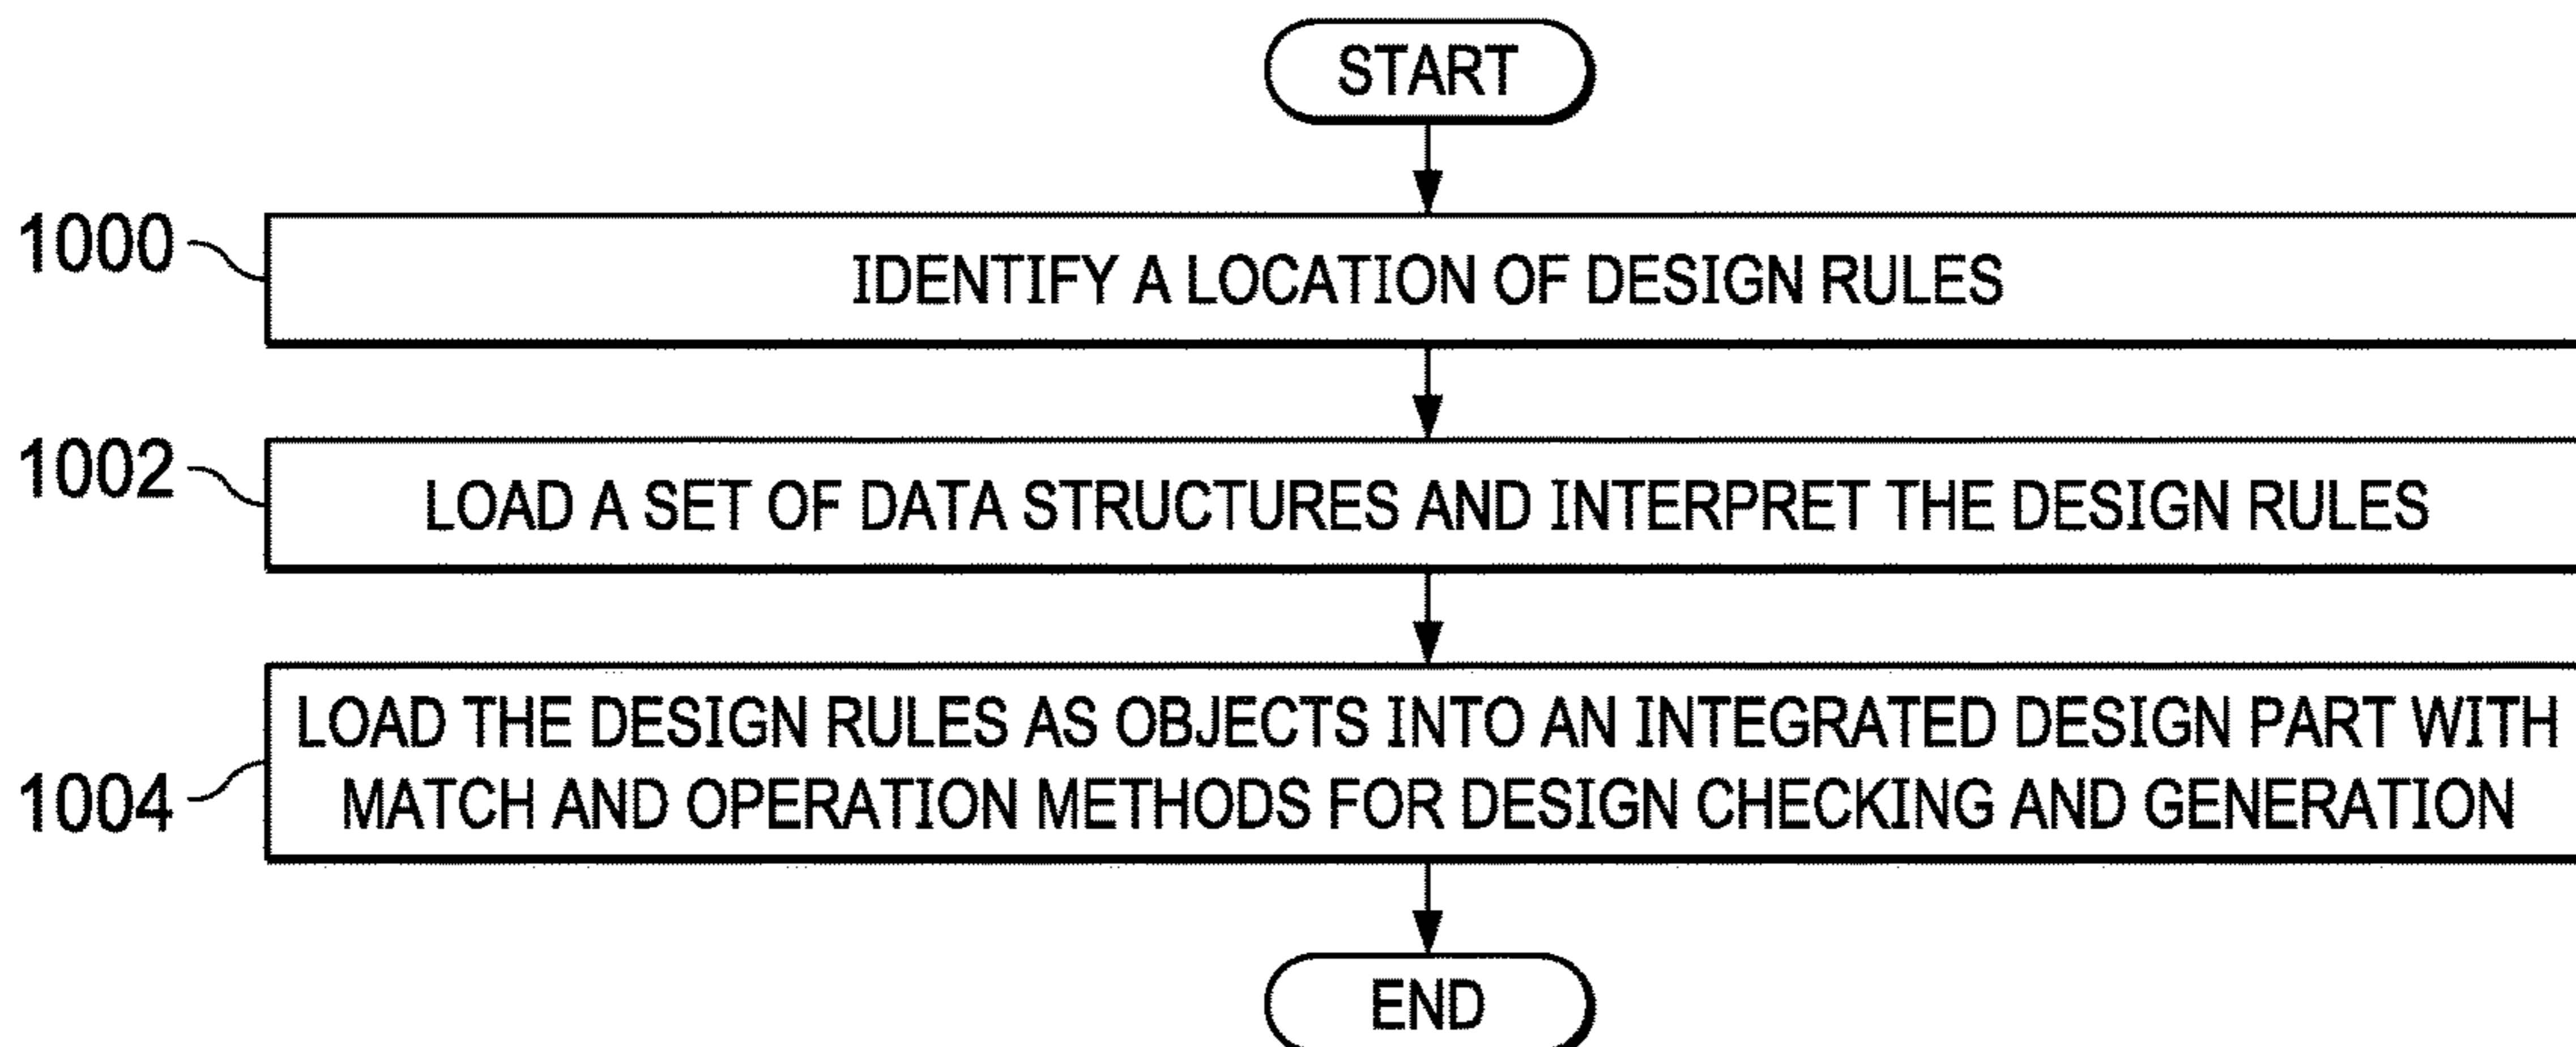 START
1000
IDENTIFY A LOCATION OF DESIGN RULES
1002
LOAD A SET OF DATA STRUCTURES AND INTERPRET THE DESIGN RULES
LOAD THE DESIGN RULES AS OBJECTS INTO AN INTEGRATED DESIGN PART WITH
1004
MATCH AND OPERATION METHODS FOR DESIGN CHECKING AND GENERATION
END